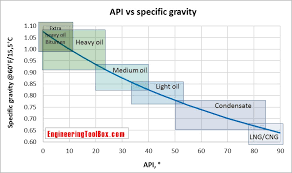 API vs specific gravity
Specific gravity @60°F/15,5°C
1.10
1.05
1.00
0.95
0.90
0.85
0.80
0.75
0.70
0.65
0.60
Extra
heavy oil
Bitumen
Heavy oil
Medium oil
Light oil
Condensate
LNG/CNG
EngineeringToolBox.com
0 10 20 30 40 50 60 70 80 90
API, °